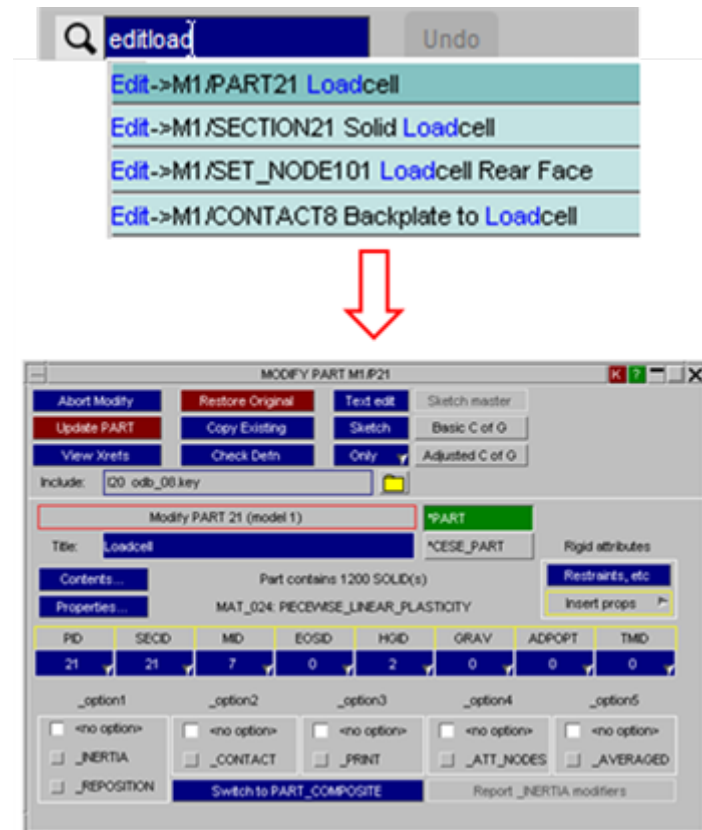 editload Undo
Edit->M1/PART21 Loadcell
Edit->M1/SECTION21 Solid Loadcell
Edit->M1/SET_NODE101 Loadcell Rear Face
Edit->M1/CONTACT8 Backplate to Loadcell
MODIFY PART M1/P21 K ? X
Abort Modify Restore Original Text edit Sketch master
Update PART Copy Existing Sketch Basic C of G
View Xrefs Check Defn Only Adjusted C of G
Include: I20 odb_08.key
Modify PART 21 (model 1) *PART
Title: Loadcell *CESE_PART Rigid attributes
Contents... Part contains 1200 SOLID(s) Restraints, etc
Properties... MAT_024: PIECEWISE_LINEAR_PLASTICITY Insert props
PID SECID MID EOSID HGID GRAV ADPOPT TMID
21 21 7 0 2 0 0 0
_option1 _option2 _option3 _option4 _option5
<no option> <no option> <no option> <no option> <no option>
_INERTIA _CONTACT _PRINT _ATT_NODES _AVERAGED
_REPOSITION Switch to PART_COMPOSITE Report _INERTIA modifiers